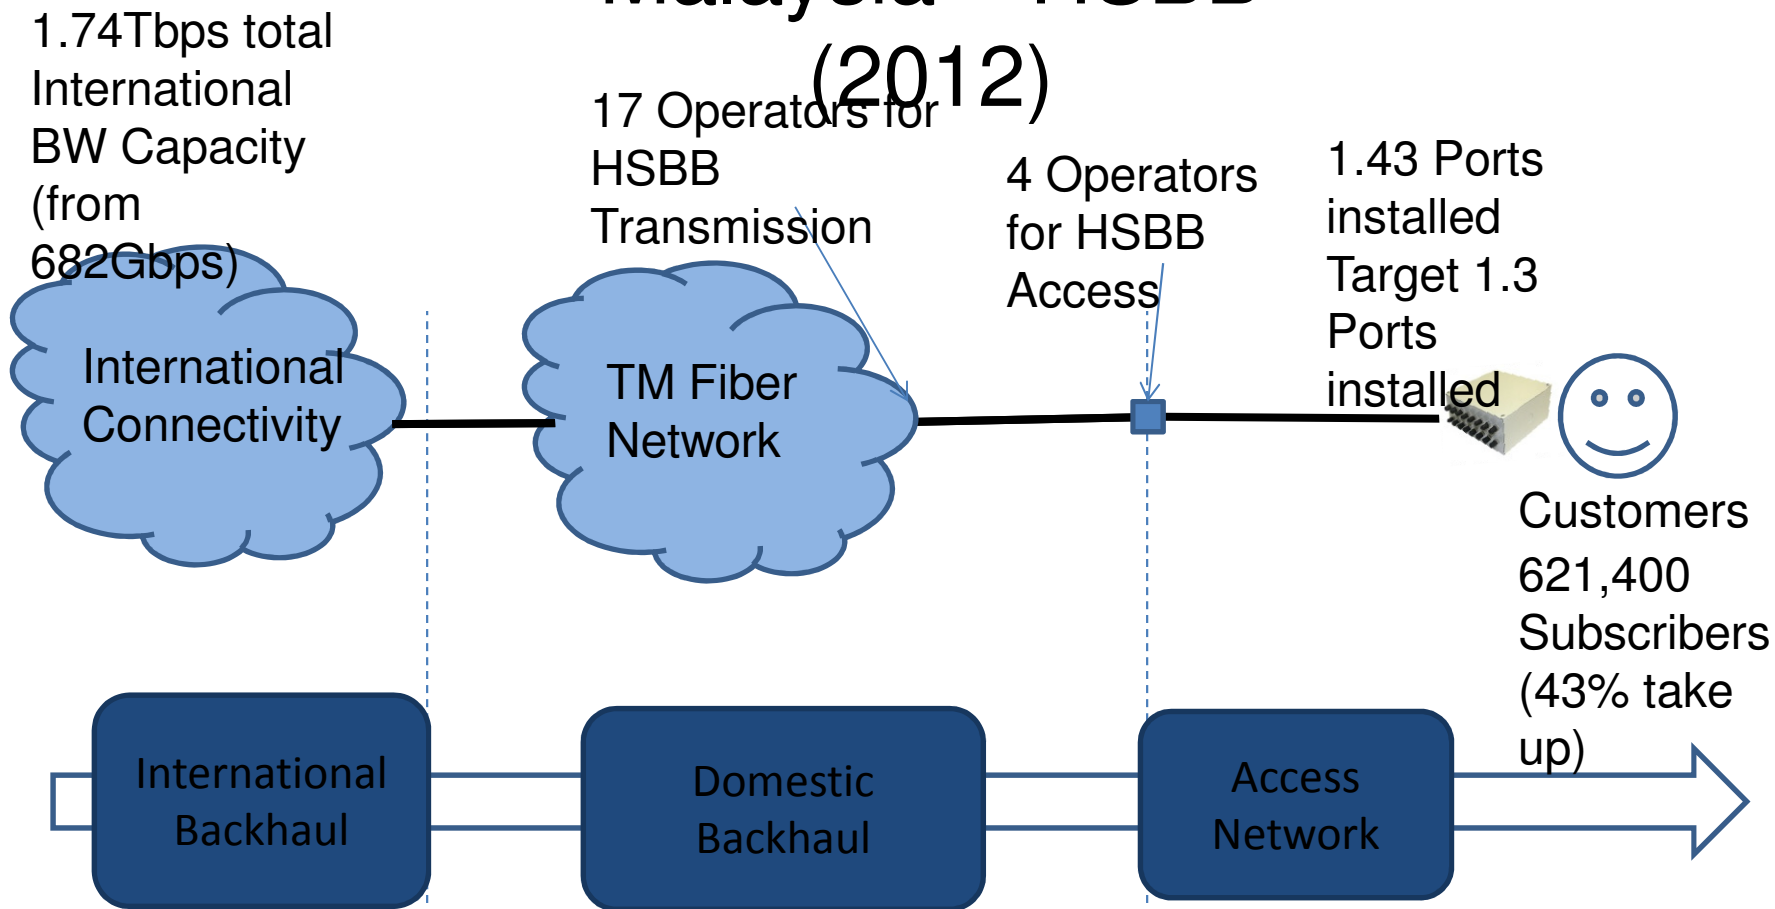 Malaysia – HSBB
(2012)
1.74Tbps total
International
BW Capacity
(from
682Gbps)
17 Operators for
HSBB
Transmission
4 Operators
for HSBB
Access
1.43 Ports
installed
Target 1.3
Ports
installed
International
Connectivity
TM Fiber
Network
Customers
621,400
Subscribers
(43% take
up)
International
Backhaul
Domestic
Backhaul
Access
Network